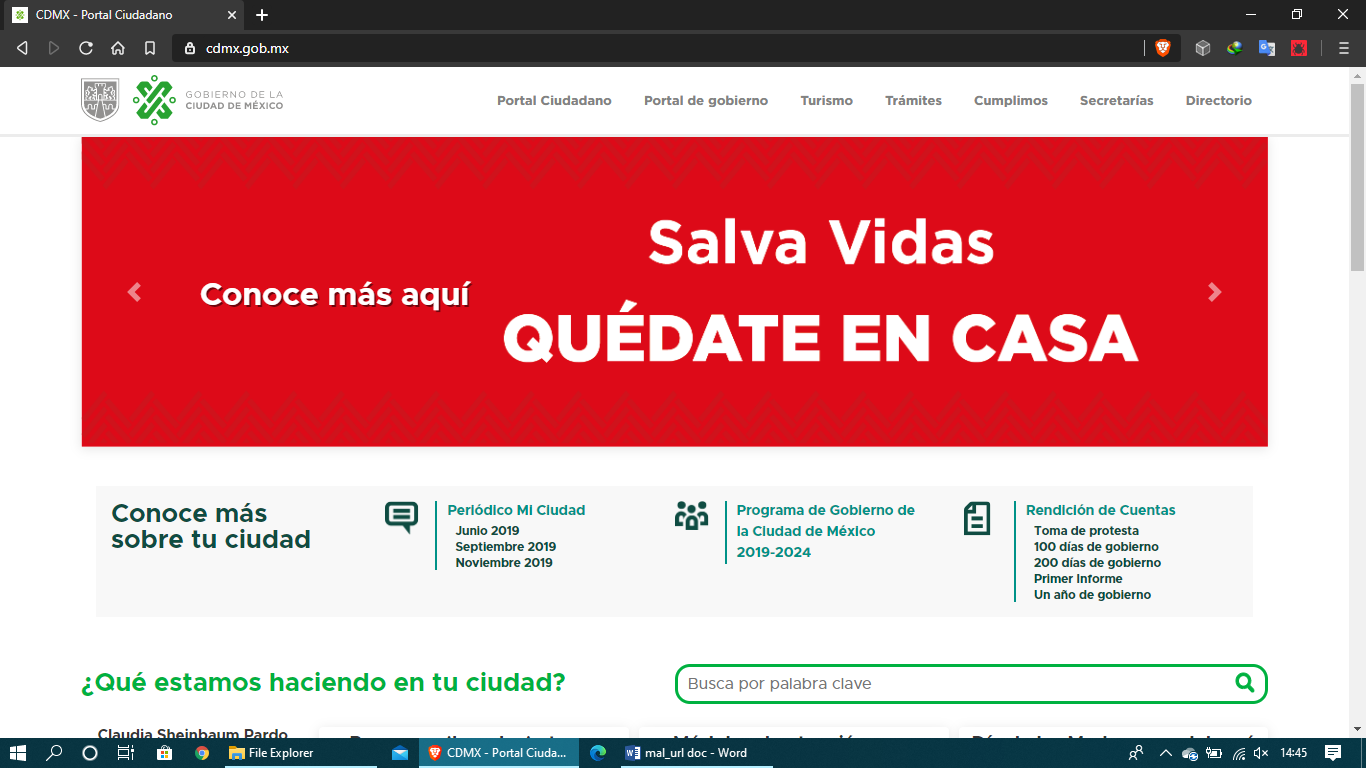 CDMX - Portal Ciudadano
cdmx.gob.mx
GOBIERNO DE LA
CIUDAD DE MÉXICO
Portal Ciudadano
Portal de gobierno
Turismo
Trámites
Cumplimos
Secretarías
Directorio
Salva Vidas
Conoce más aquí
QUÉDATE EN CASA
Conoce más
sobre tu ciudad
Periódico Mi Ciudad
Junio 2019
Septiembre 2019
Noviembre 2019
Programa de Gobierno de
la Ciudad de México
2019-2024
Rendición de Cuentas
Toma de protesta
100 días de gobierno
200 días de gobierno
Primer Informe
Un año de gobierno
¿Qué estamos haciendo en tu ciudad?
Busca por palabra clave
Claudia Sheinbaum Pardo
File Explorer
CDMX - Portal Ciuda...
mal_url doc - Word
14:45